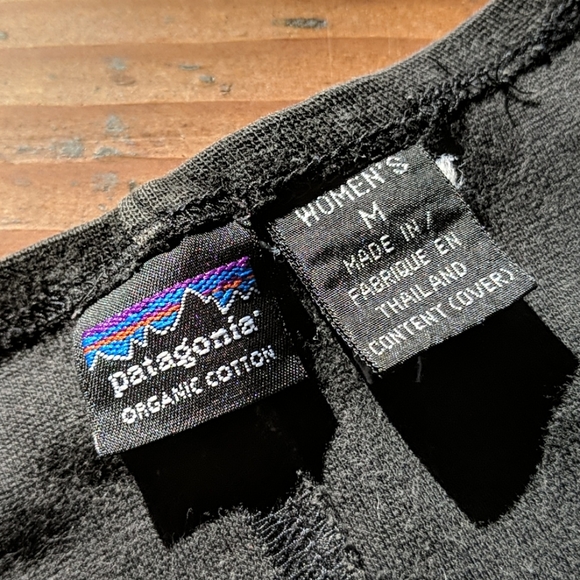 patagonia
ORGANIC COTTON
WOMEN'S
M
MADE IN/
FABRIQUE EN
THAILAND
CONTENT (OVER)